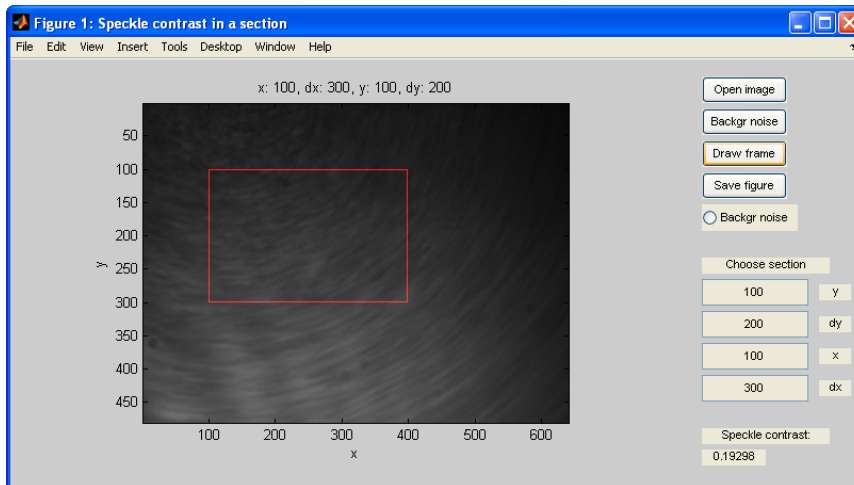 Figure 1: Speckle contrast in a section
File Edit View Insert Tools Desktop Window Help
x: 100, dx: 300, y: 100, dy: 200
50
100
150
200
250
300
350
400
450
y
100 200 300 400 500 600
x
Open image
Backgr noise
Draw frame
Save figure
Backgr noise
Choose section
100 y
200 dy
100 x
300 dx
Speckle contrast:
0.19298